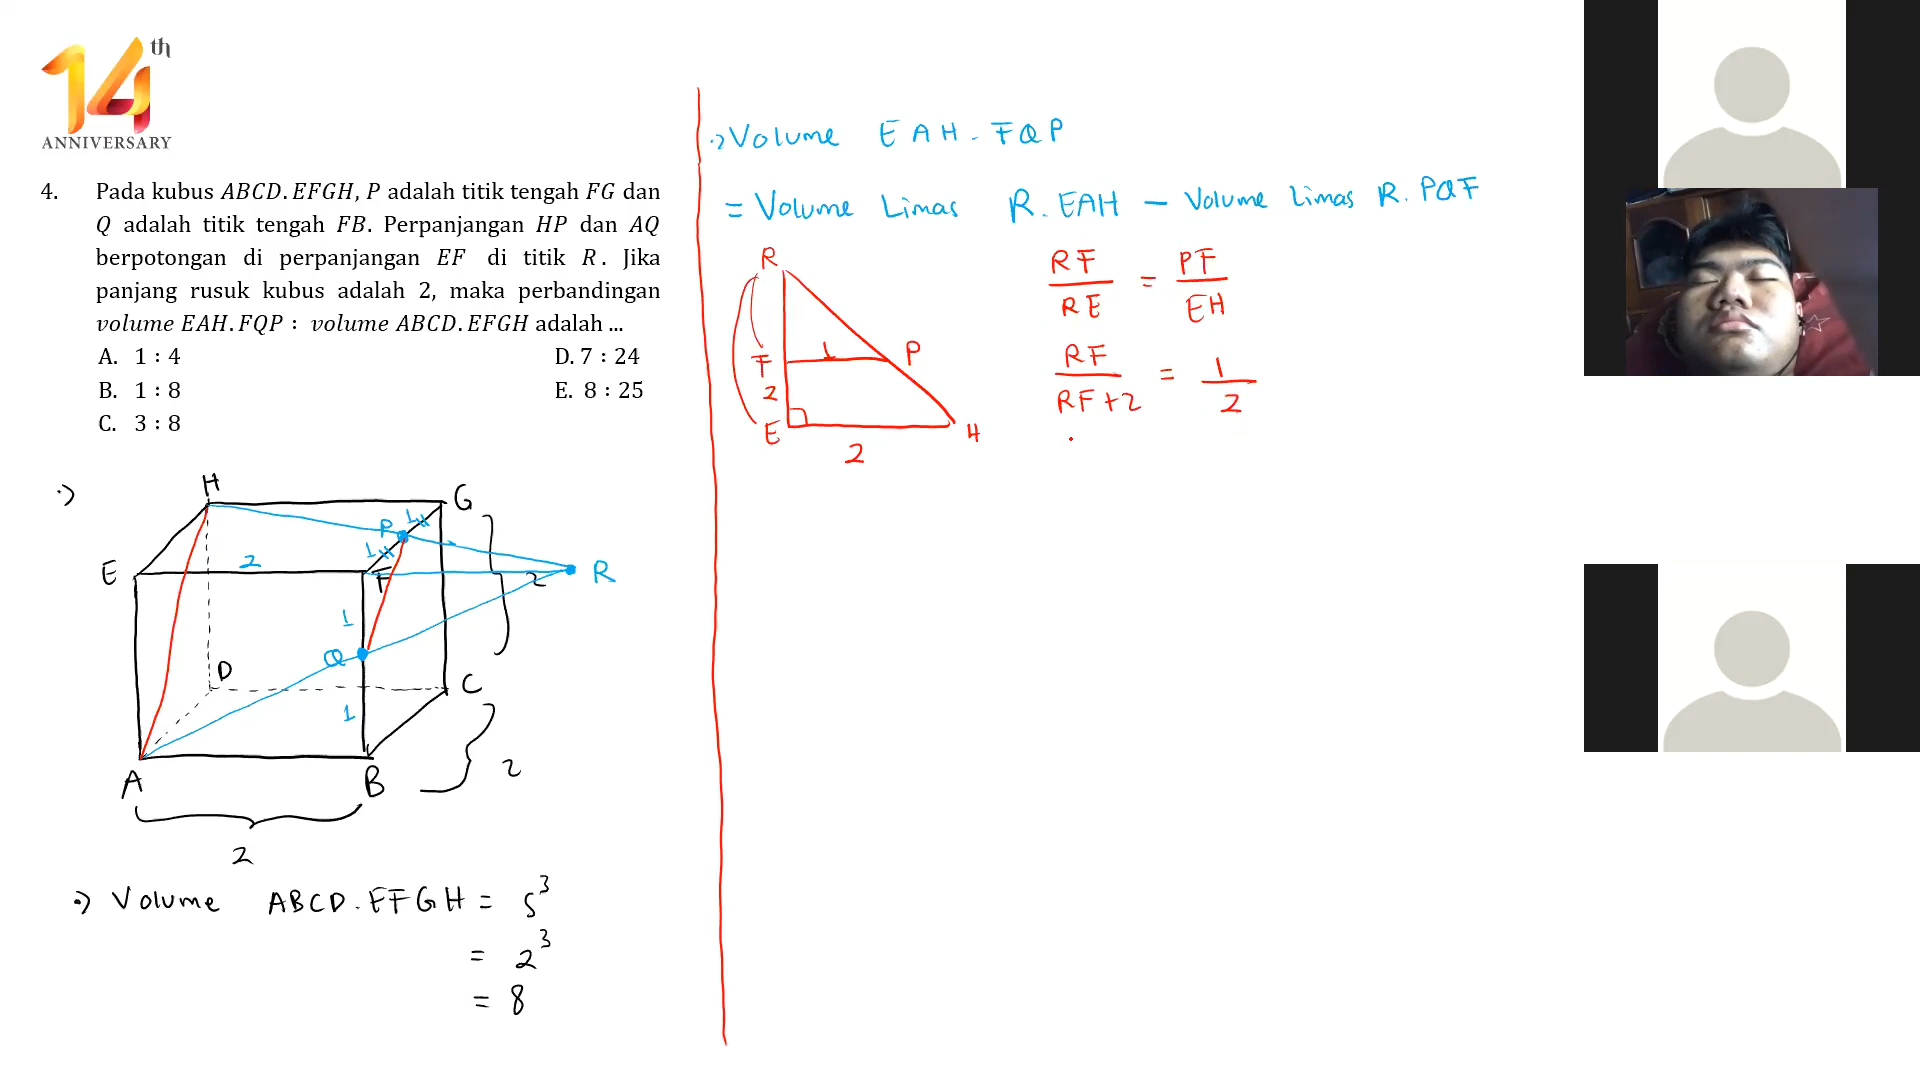 14th
ANNIVERSARY
4. Pada kubus ABCD.EFGH, P adalah titik tengah FG dan
Q adalah titik tengah FB. Perpanjangan HP dan AQ
berpotongan di perpanjangan EF di titik R. Jika
panjang rusuk kubus adalah 2, maka perbandingan
volume EAH.FQP : volume ABCD.EFGH adalah ...
A. 1 : 4
D. 7 : 24
B. 1 : 8
E. 8 : 25
C. 3 : 8
H
G
P
1
1
E
2
F
R
2
1
Q
D
C
1
A
B
2
2
Volume ABCD.EFGH = s³
= 2³
= 8
Volume EAH.FQP
= Volume Limas R.EAH − Volume Limas R.PQF
R
F
1
P
2
E
H
2
RF/RE = PF/EH
RF/RF+2 = 1/2